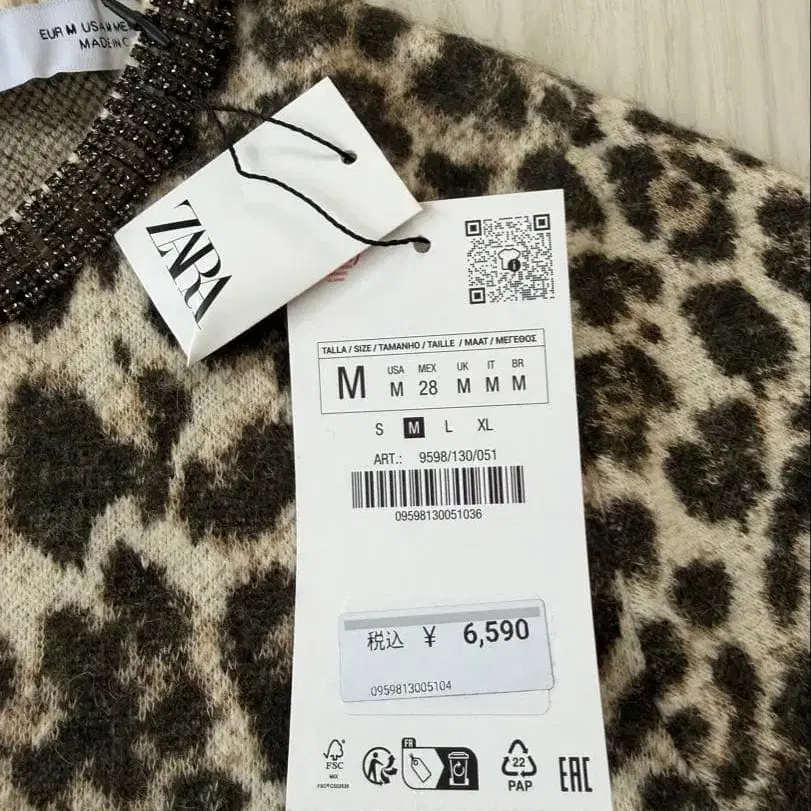 EUR M USA M ME
MADE IN C
ZARA
TALLA / SIZE / TAMANHO / TAILLE / MAAT / ΜΕΓΕΘΟΣ
M
USA MEX UK IT BR
M 28 M M M
S M L XL
ART.: 9598/130/051
09598130051036
税込 ¥ 6,590
0959813005104
FR
FSC
MIX
22
PAP
EAC